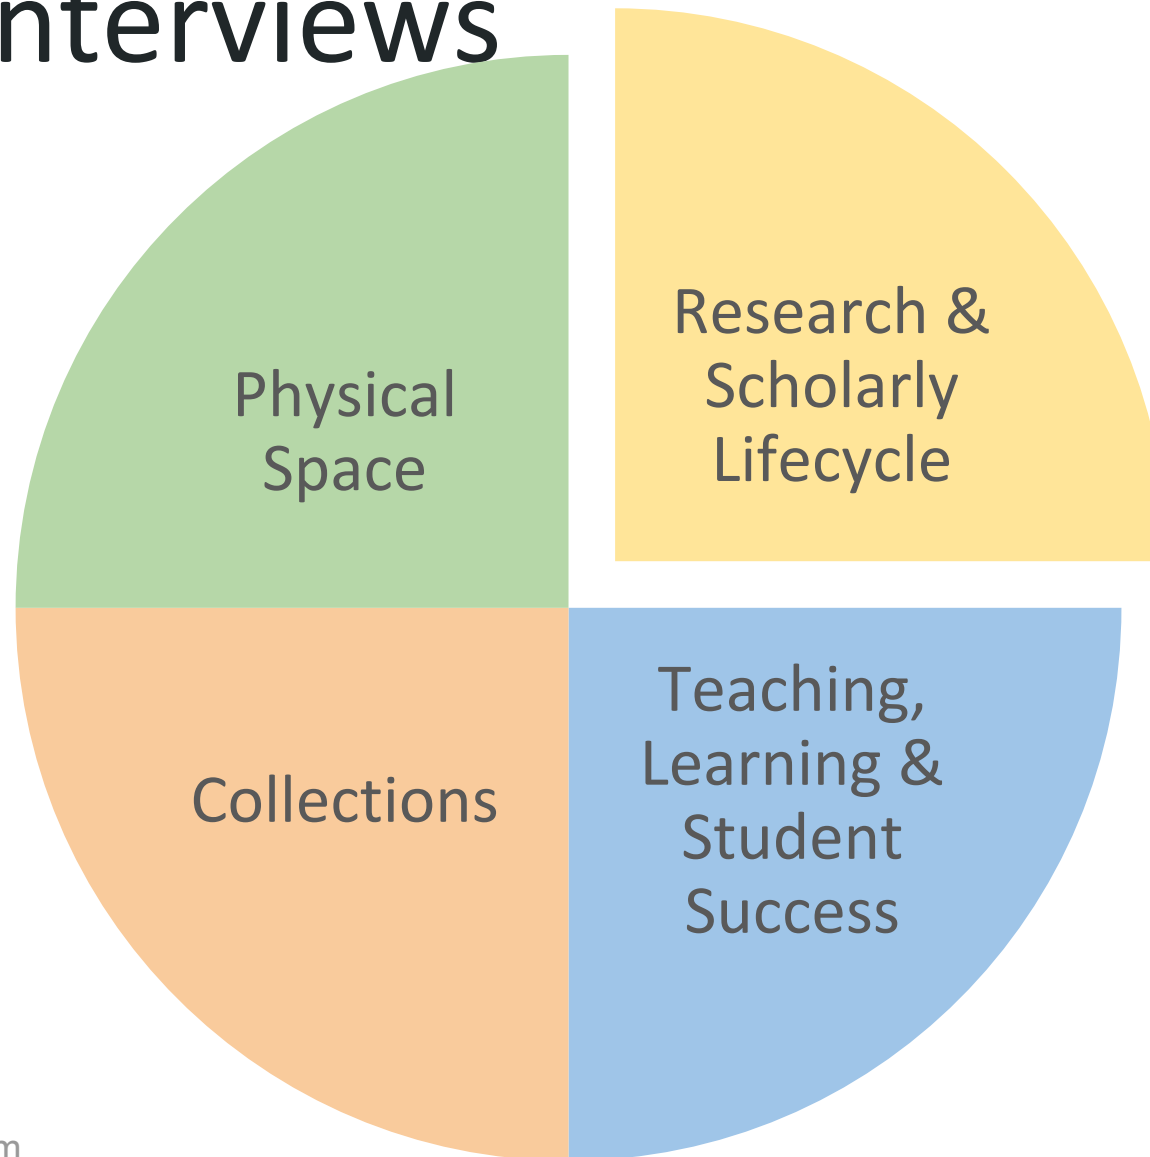 nterviews
Research &
Scholarly
Lifecycle
Physical
Space
Teaching,
Learning &
Student
Success
Collections
m